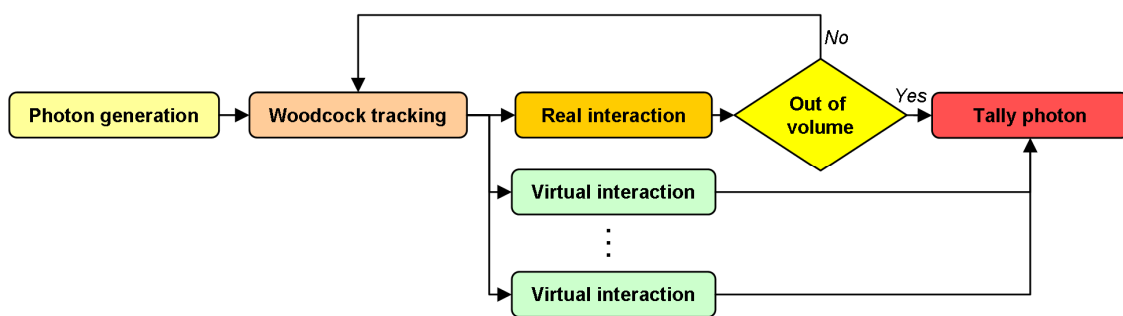 No
Photon generation
Woodcock tracking
Real interaction
Out of
volume
Yes
Tally photon
Virtual interaction
Virtual interaction